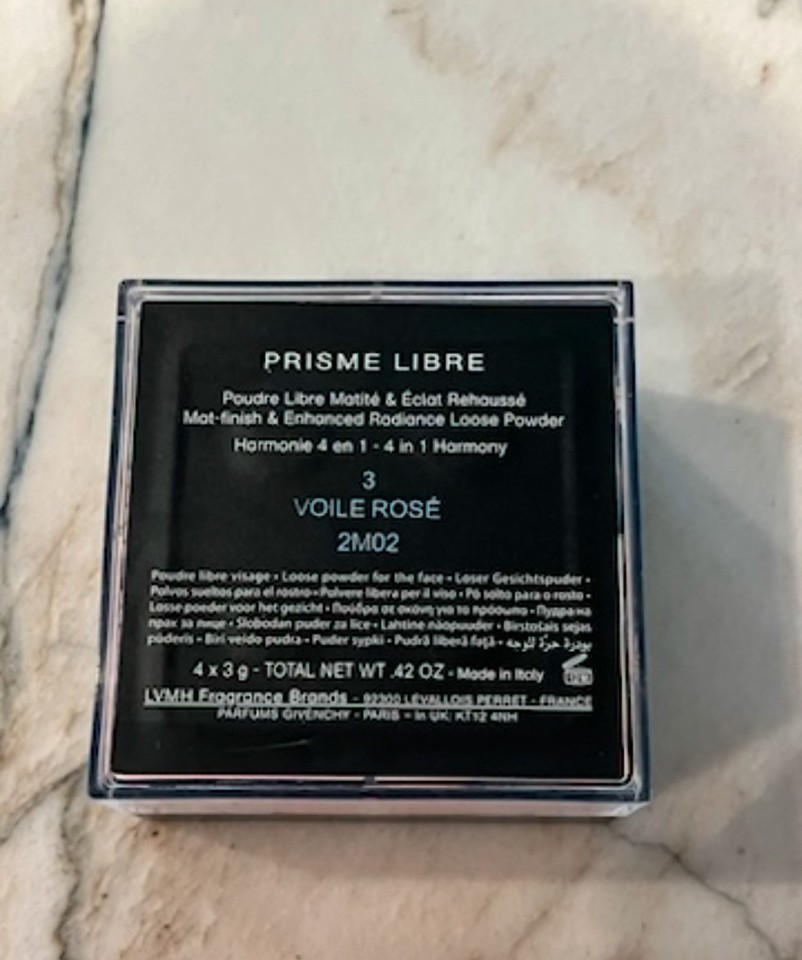 PRISME LIBRE
Poudre Libre Matité & Éclat Rehaussé
Mat-finish & Enhanced Radiance Loose Powder
Harmonie 4 en 1 - 4 in 1 Harmony
3
VOILE ROSÉ
2M02
Poudre libre visage - Loose powder for the face - Loser Gesichtspuder -
Polvos sueltos para el rostro - Polvere libera per il viso - Pó solto para o rosto -
Losse poeder voor het gezicht - Πούδρα σε σκόνη για το πρόσωπο - Пудра на
прах за лице - Slobodan puder za lice - Lahtine näopuuder - Birstošais sejas
pūderis - Biri veido pudra - Puder sypki - Pudră liberă față - بودرة حرّة للوجه
4 x 3 g - TOTAL NET WT .42 OZ - Made in Italy
LVMH Fragrance Brands - 92300 LEVALLOIS PERRET - FRANCE
PARFUMS GIVENCHY - PARIS - In UK: KT12 4NH